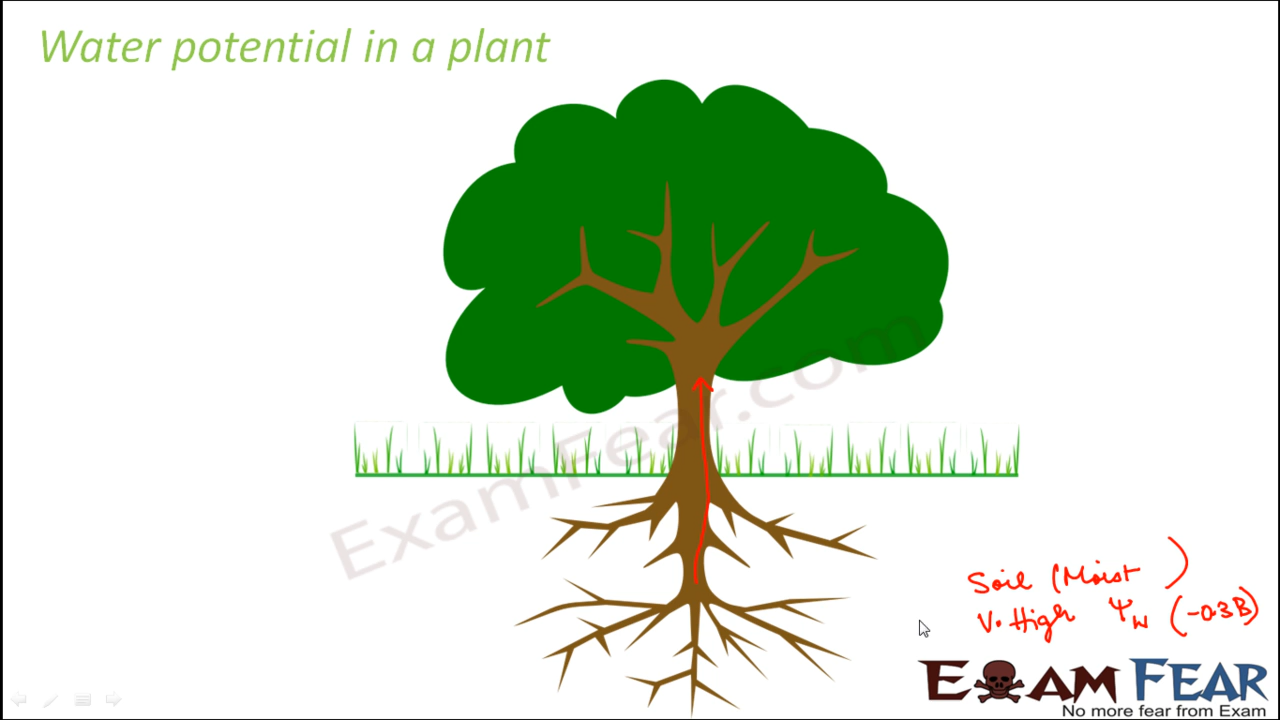 Water potential in a plant
ExamFear.com
Soil (Moist )
V. High Ψw (-0.3B)
EXAM FEAR
No more fear from Exam